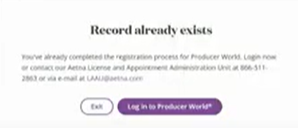 Record already exists
You've already completed the registration process for Producer World. Login now
or contact our Aetna License and Appointment Administration Unit at 866-511-
2863 or via e-mail at LAAU@aetna.com
Exit
Log in to Producer World®